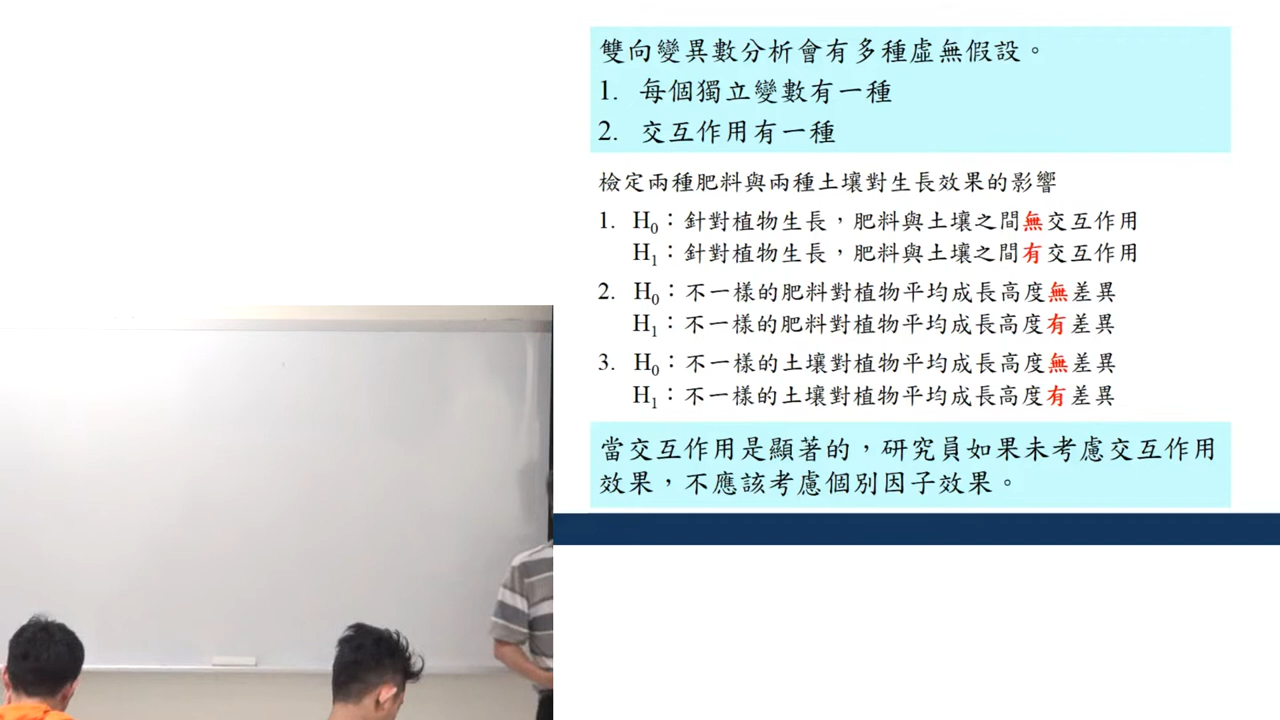 雙向變異數分析會有多種虛無假設。
1. 每個獨立變數有一種
2. 交互作用有一種
檢定兩種肥料與兩種土壤對生長效果的影響
1. H₀：針對植物生長，肥料與土壤之間無交互作用
H₁：針對植物生長，肥料與土壤之間有交互作用
2. H₀：不一樣的肥料對植物平均成長高度無差異
H₁：不一樣的肥料對植物平均成長高度有差異
3. H₀：不一樣的土壤對植物平均成長高度無差異
H₁：不一樣的土壤對植物平均成長高度有差異
當交互作用是顯著的，研究員如果未考慮交互作用
效果，不應該考慮個別因子效果。